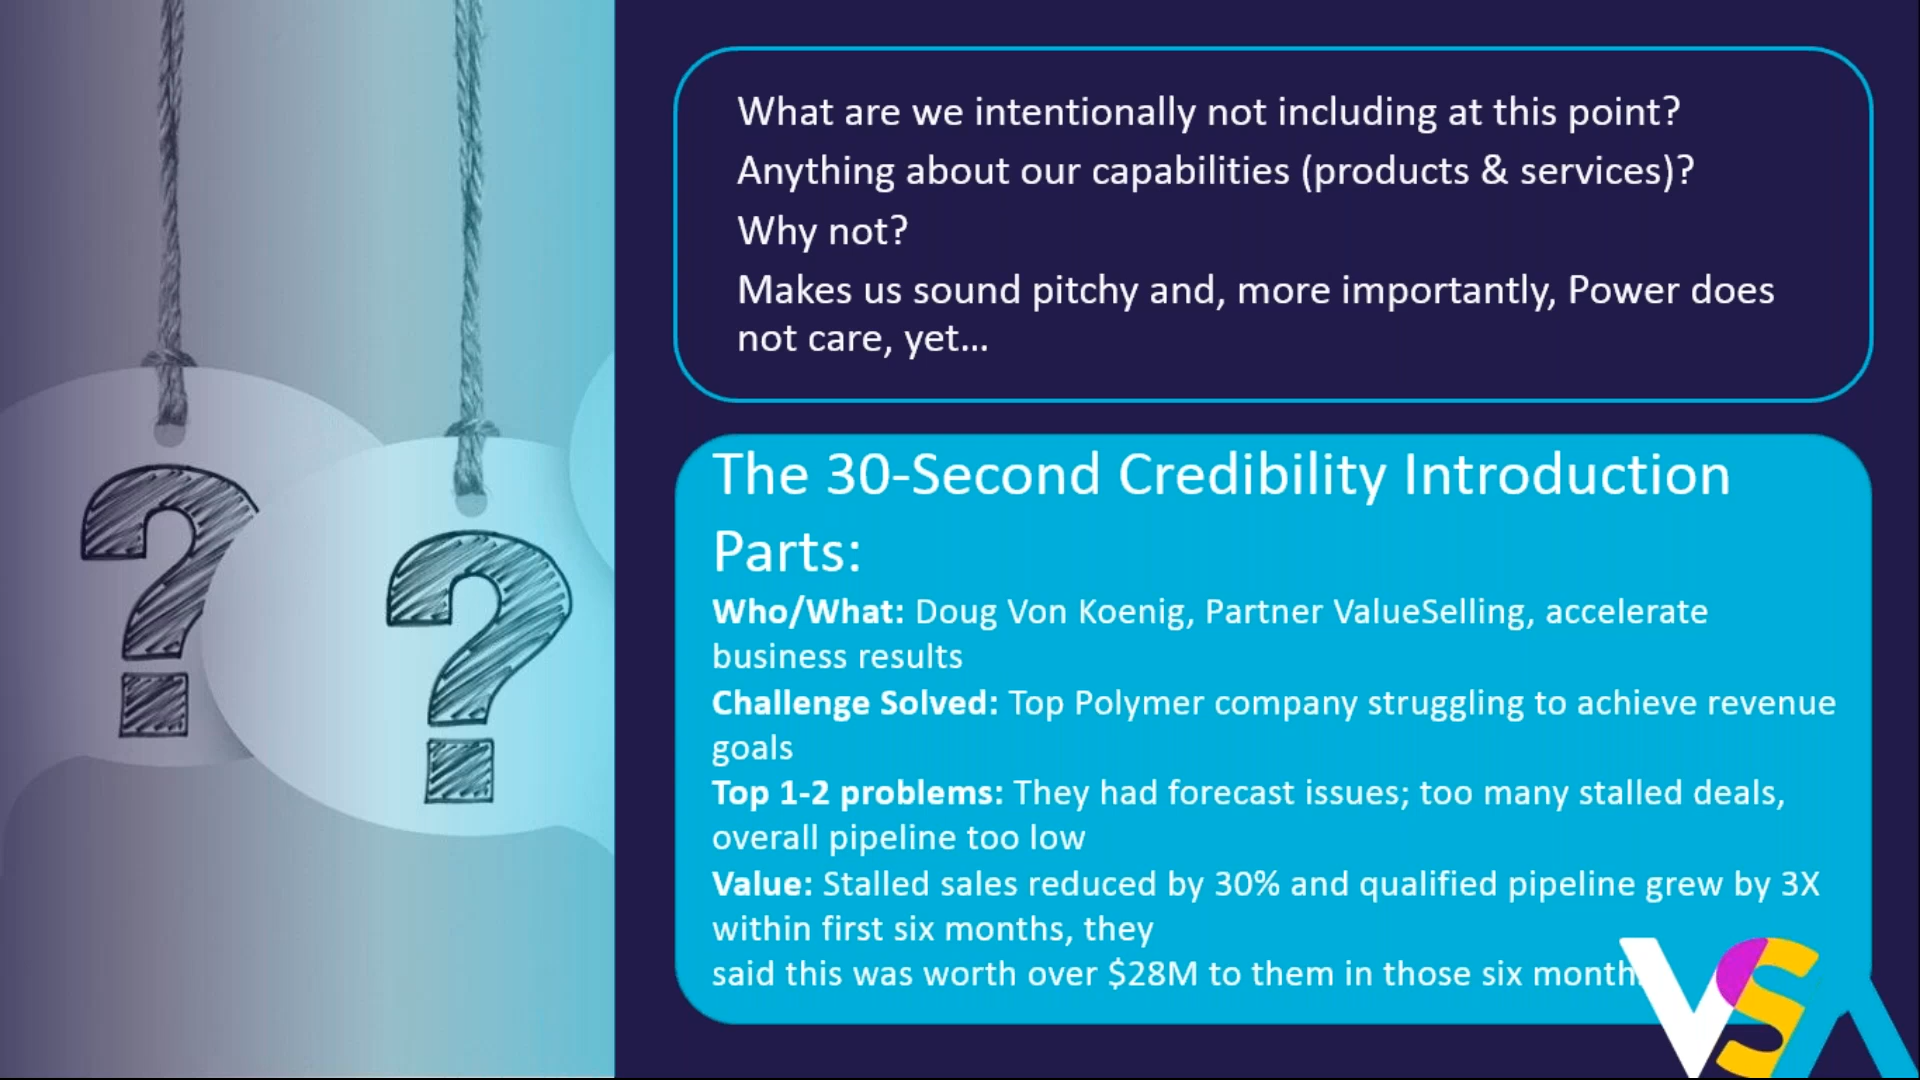 What are we intentionally not including at this point?
Anything about our capabilities (products & services)?
Why not?
Makes us sound pitchy and, more importantly, Power does
not care, yet...
The 30-Second Credibility Introduction
Parts:
Who/What: Doug Von Koenig, Partner ValueSelling, accelerate
business results
Challenge Solved: Top Polymer company struggling to achieve revenue
goals
Top 1-2 problems: They had forecast issues; too many stalled deals,
overall pipeline too low
Value: Stalled sales reduced by 30% and qualified pipeline grew by 3X
within first six months, they
said this was worth over $28M to them in those six month
? ?
VSA